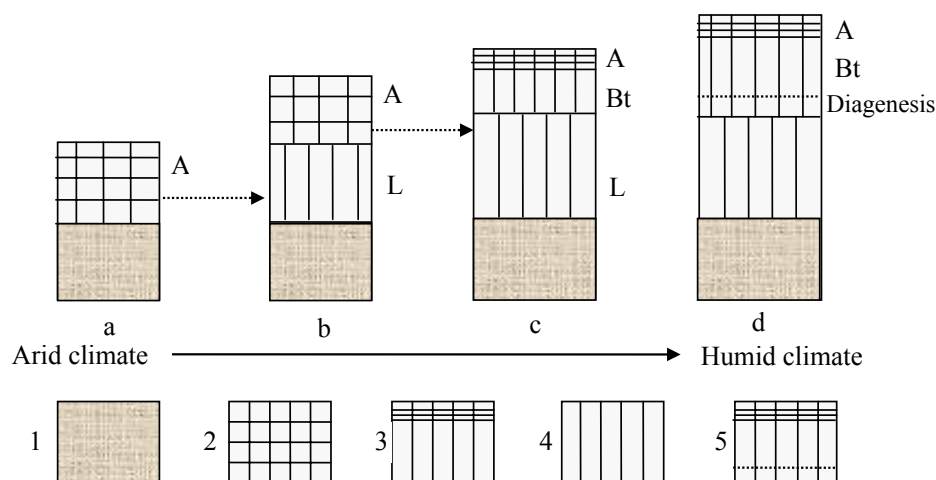 A
Bt
Diagenesis
A
Bt
L
A
L
A
a
b
c
d
Arid climate
Humid climate
1
2
3
4
5